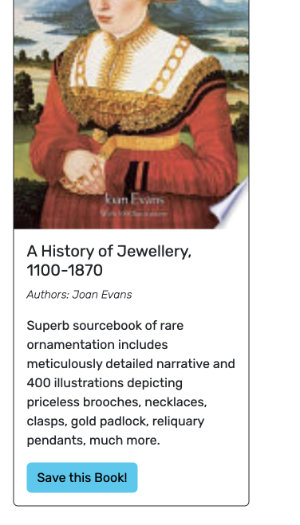 Joan Evans
A History of Jewellery,
1100-1870
Authors: Joan Evans
Superb sourcebook of rare
ornamentation includes
meticulously detailed narrative and
400 illustrations depicting
priceless brooches, necklaces,
clasps, gold padlock, reliquary
pendants, much more.
Save this Book!